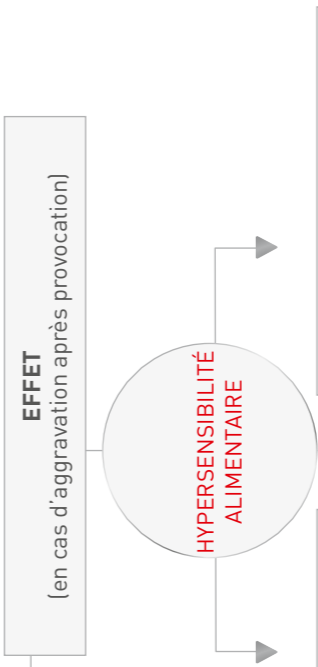 EFFET
(en cas d'aggravation après provocation)
HYPERSENSIBILITÉ
ALIMENTAIRE